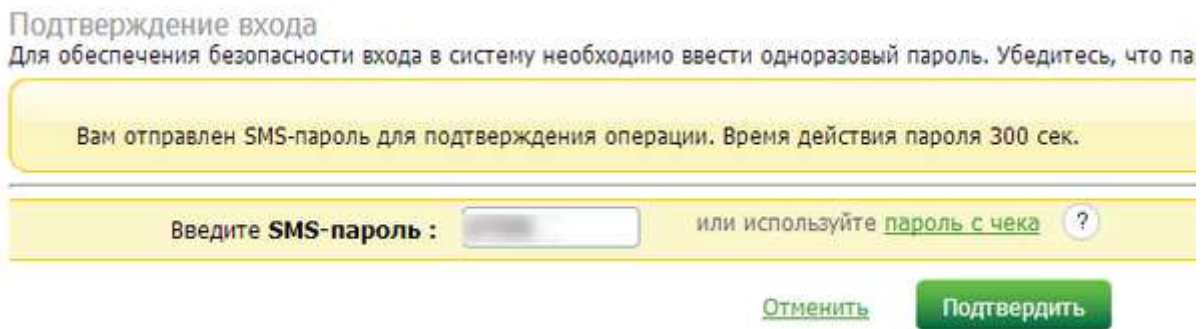 Подтверждение входа
Для обеспечения безопасности входа в систему необходимо ввести одноразовый пароль. Убедитесь, что па
Вам отправлен SMS-пароль для подтверждения операции. Время действия пароля 300 сек.
Введите SMS-пароль : или используйте пароль с чека ?
Отменить Подтвердить